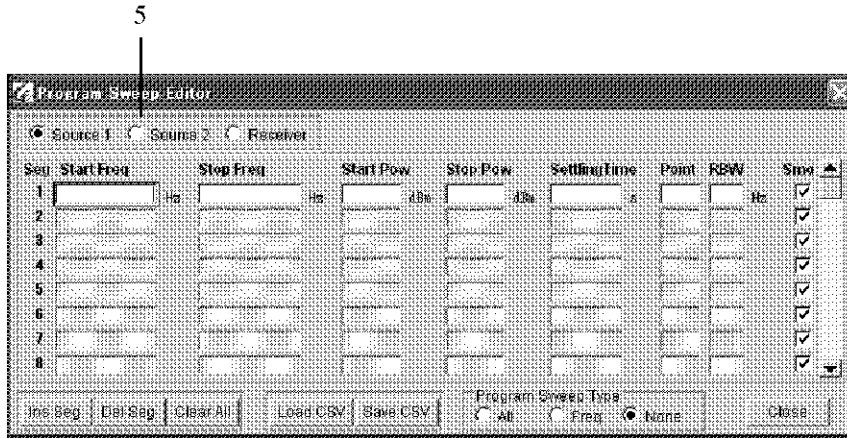 5
Program Sweep Editor
Source 1 Source 2 Receiver
Seg Start Freq Stop Freq Start Pow Stop Pow SettlingTime Point RBW Smo
1 Hz Hz dBm dBm s Hz
2
3
4
5
6
7
8
Program Sweep Type
Ins Seg Del Seg Clear All Load CSV Save CSV All Freq None Close